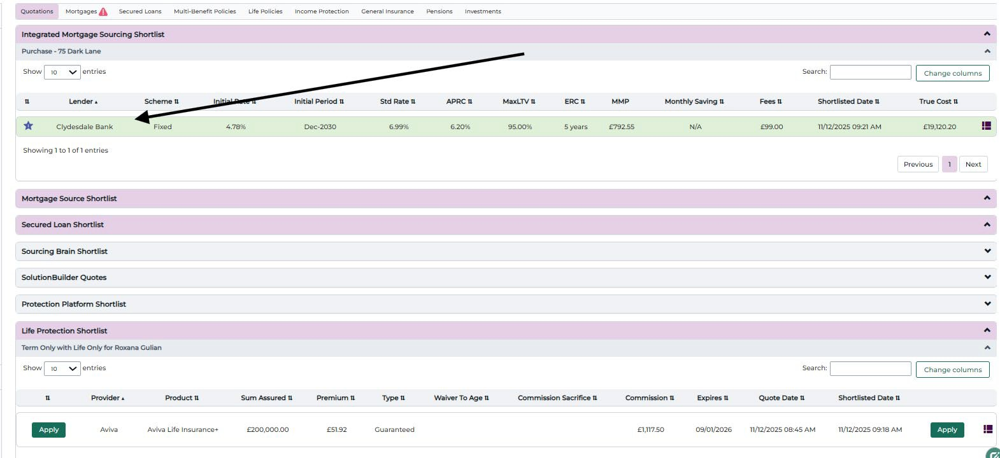 Quotations Mortgages Secured Loans Multi-Benefit Policies Life Policies Income Protection General Insurance Pensions Investments
Integrated Mortgage Sourcing Shortlist
Purchase - 75 Dark Lane
Show 10 entries Search: Change columns
Lender Scheme Initial Rate Initial Period Std Rate APRC MaxLTV ERC MMP Monthly Saving Fees Shortlisted Date True Cost
Clydesdale Bank Fixed 4.78% Dec-2030 6.99% 6.20% 95.00% 5 years £792.55 N/A £99.00 11/12/2025 09:21 AM £19,120.20
Showing 1 to 1 of 1 entries
Previous 1 Next
Mortgage Source Shortlist
Secured Loan Shortlist
Sourcing Brain Shortlist
SolutionBuilder Quotes
Protection Platform Shortlist
Life Protection Shortlist
Term Only with Life Only for Roxana Gulian
Show 10 entries Search: Change columns
Provider Product Sum Assured Premium Type Waiver To Age Commission Sacrifice Commission Expires Quote Date Shortlisted Date
Apply Aviva Aviva Life Insurance+ £200,000.00 £51.92 Guaranteed £1,117.50 09/01/2026 11/12/2025 08:45 AM 11/12/2025 09:18 AM Apply